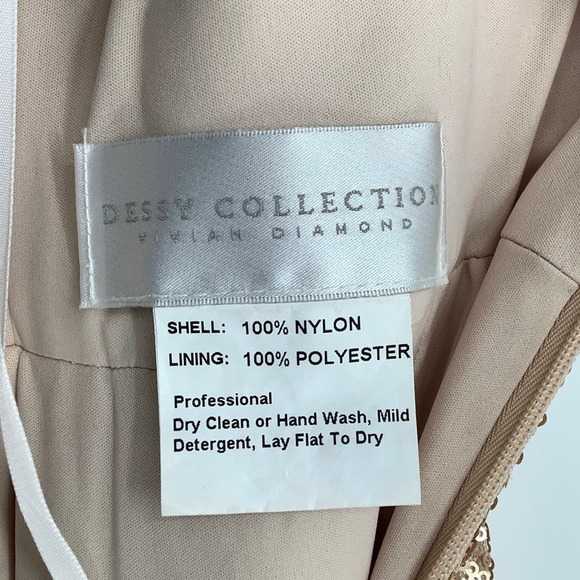 DESSY COLLECTION
VIVIAN DIAMOND
SHELL: 100% NYLON
LINING: 100% POLYESTER
Professional
Dry Clean or Hand Wash, Mild
Detergent, Lay Flat To Dry